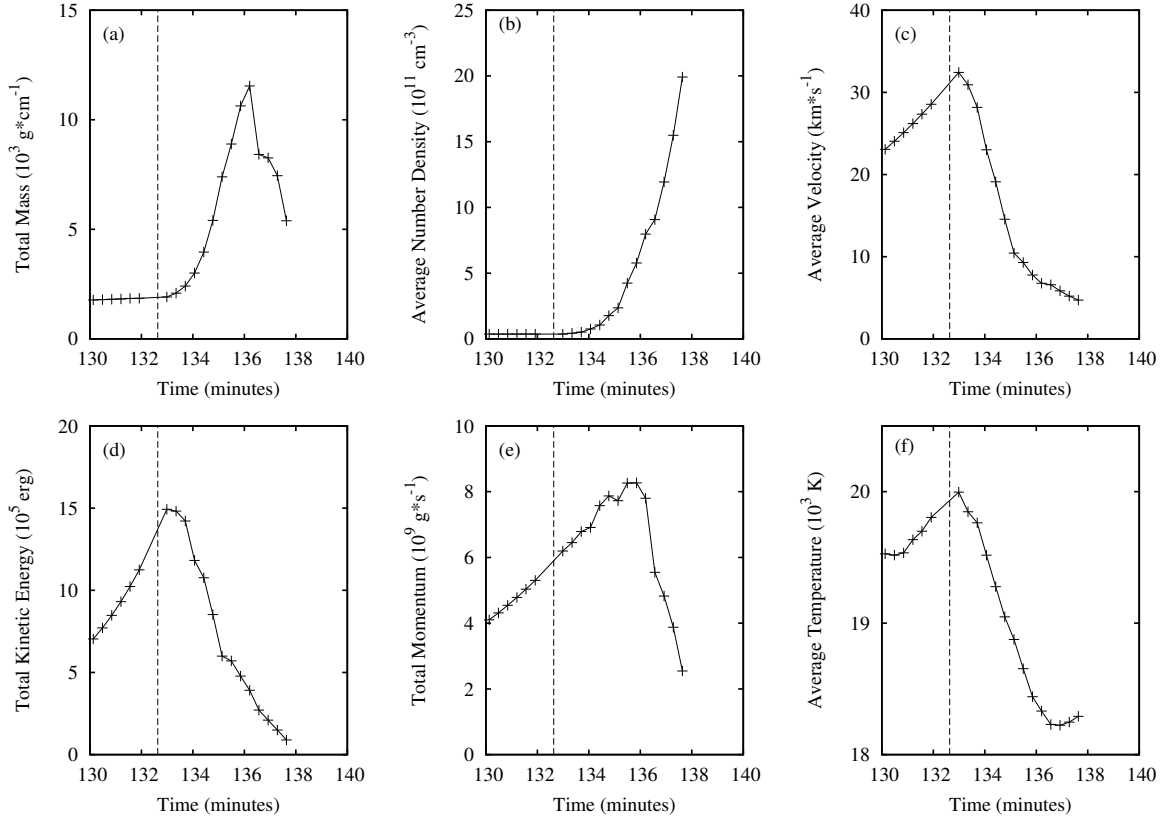 (a)
Total Mass (10^3 g*cm^-1)
15
10
5
0
130 132 134 136 138 140
Time (minutes)
(b)
Average Number Density (10^11 cm^-3)
25
20
15
10
5
0
130 132 134 136 138 140
Time (minutes)
(c)
Average Velocity (km*s^-1)
40
30
20
10
0
130 132 134 136 138 140
Time (minutes)
(d)
Total Kinetic Energy (10^5 erg)
20
15
10
5
0
130 132 134 136 138 140
Time (minutes)
(e)
Total Momentum (10^9 g*s^-1)
10
8
6
4
2
0
130 132 134 136 138 140
Time (minutes)
(f)
Average Temperature (10^3 K)
20
19
18
130 132 134 136 138 140
Time (minutes)